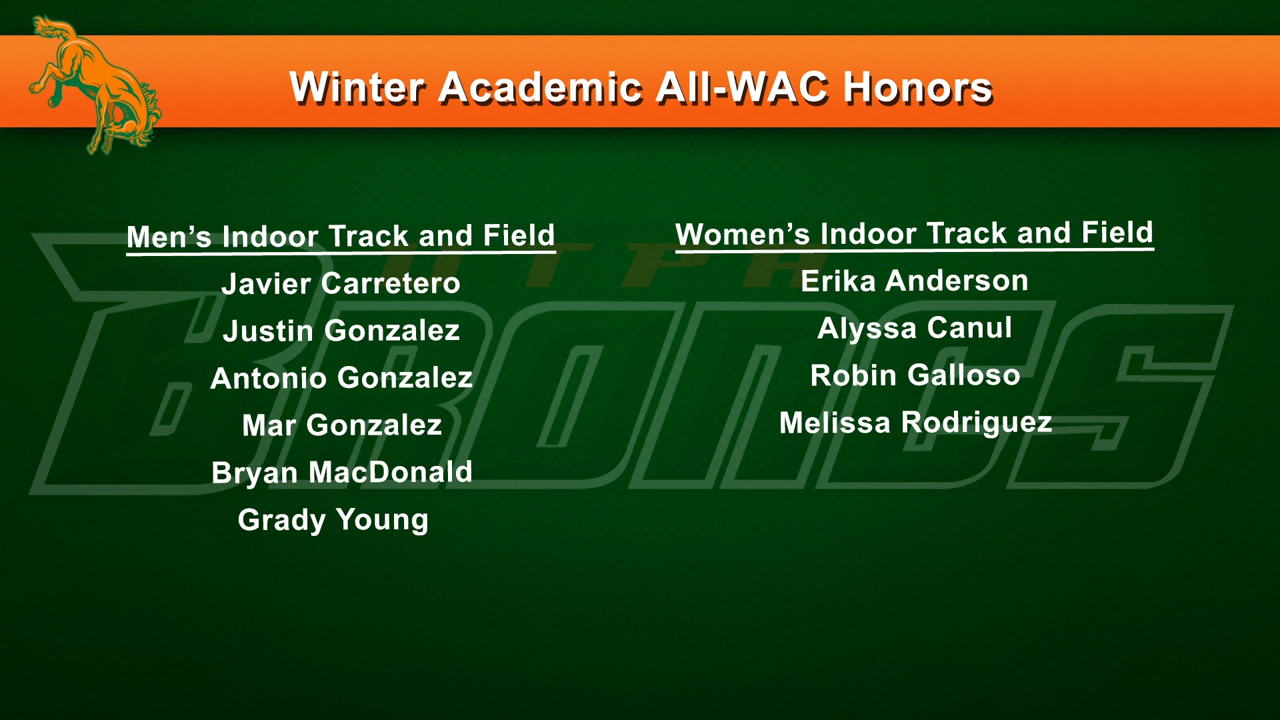 Winter Academic All-WAC Honors
Men’s Indoor Track and Field
Javier Carretero
Justin Gonzalez
Antonio Gonzalez
Mar Gonzalez
Bryan MacDonald
Grady Young
Women’s Indoor Track and Field
Erika Anderson
Alyssa Canul
Robin Galloso
Melissa Rodriguez
UTPA
BRONCS